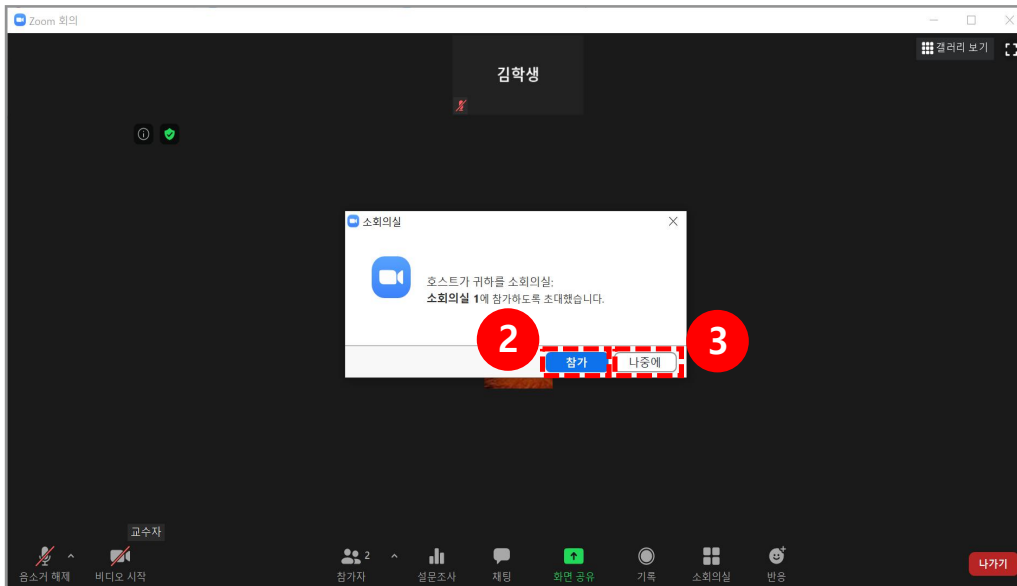 Zoom 회의
갤러리 보기
김학생
소회의실
호스트가 귀하를 소회의실:
소회의실 1에 참가하도록 초대했습니다.
2
참가
나중에
3
교수자
음소거 해제
비디오 시작
2
참가자
설문조사
채팅
화면 공유
기록
소회의실
반응
나가기